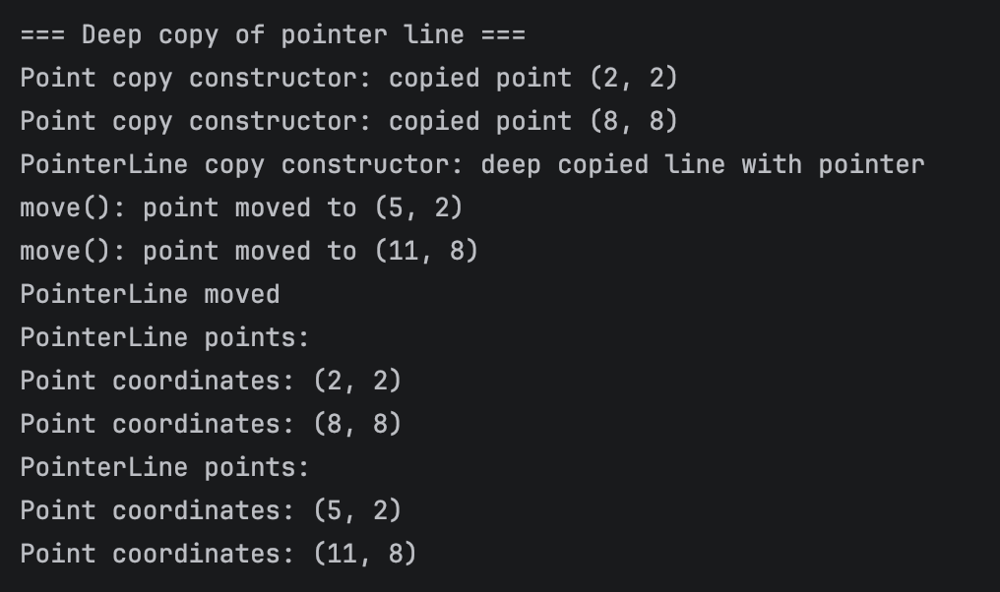 === Deep copy of pointer line ===
Point copy constructor: copied point (2, 2)
Point copy constructor: copied point (8, 8)
PointerLine copy constructor: deep copied line with pointer
move(): point moved to (5, 2)
move(): point moved to (11, 8)
PointerLine moved
PointerLine points:
Point coordinates: (2, 2)
Point coordinates: (8, 8)
PointerLine points:
Point coordinates: (5, 2)
Point coordinates: (11, 8)